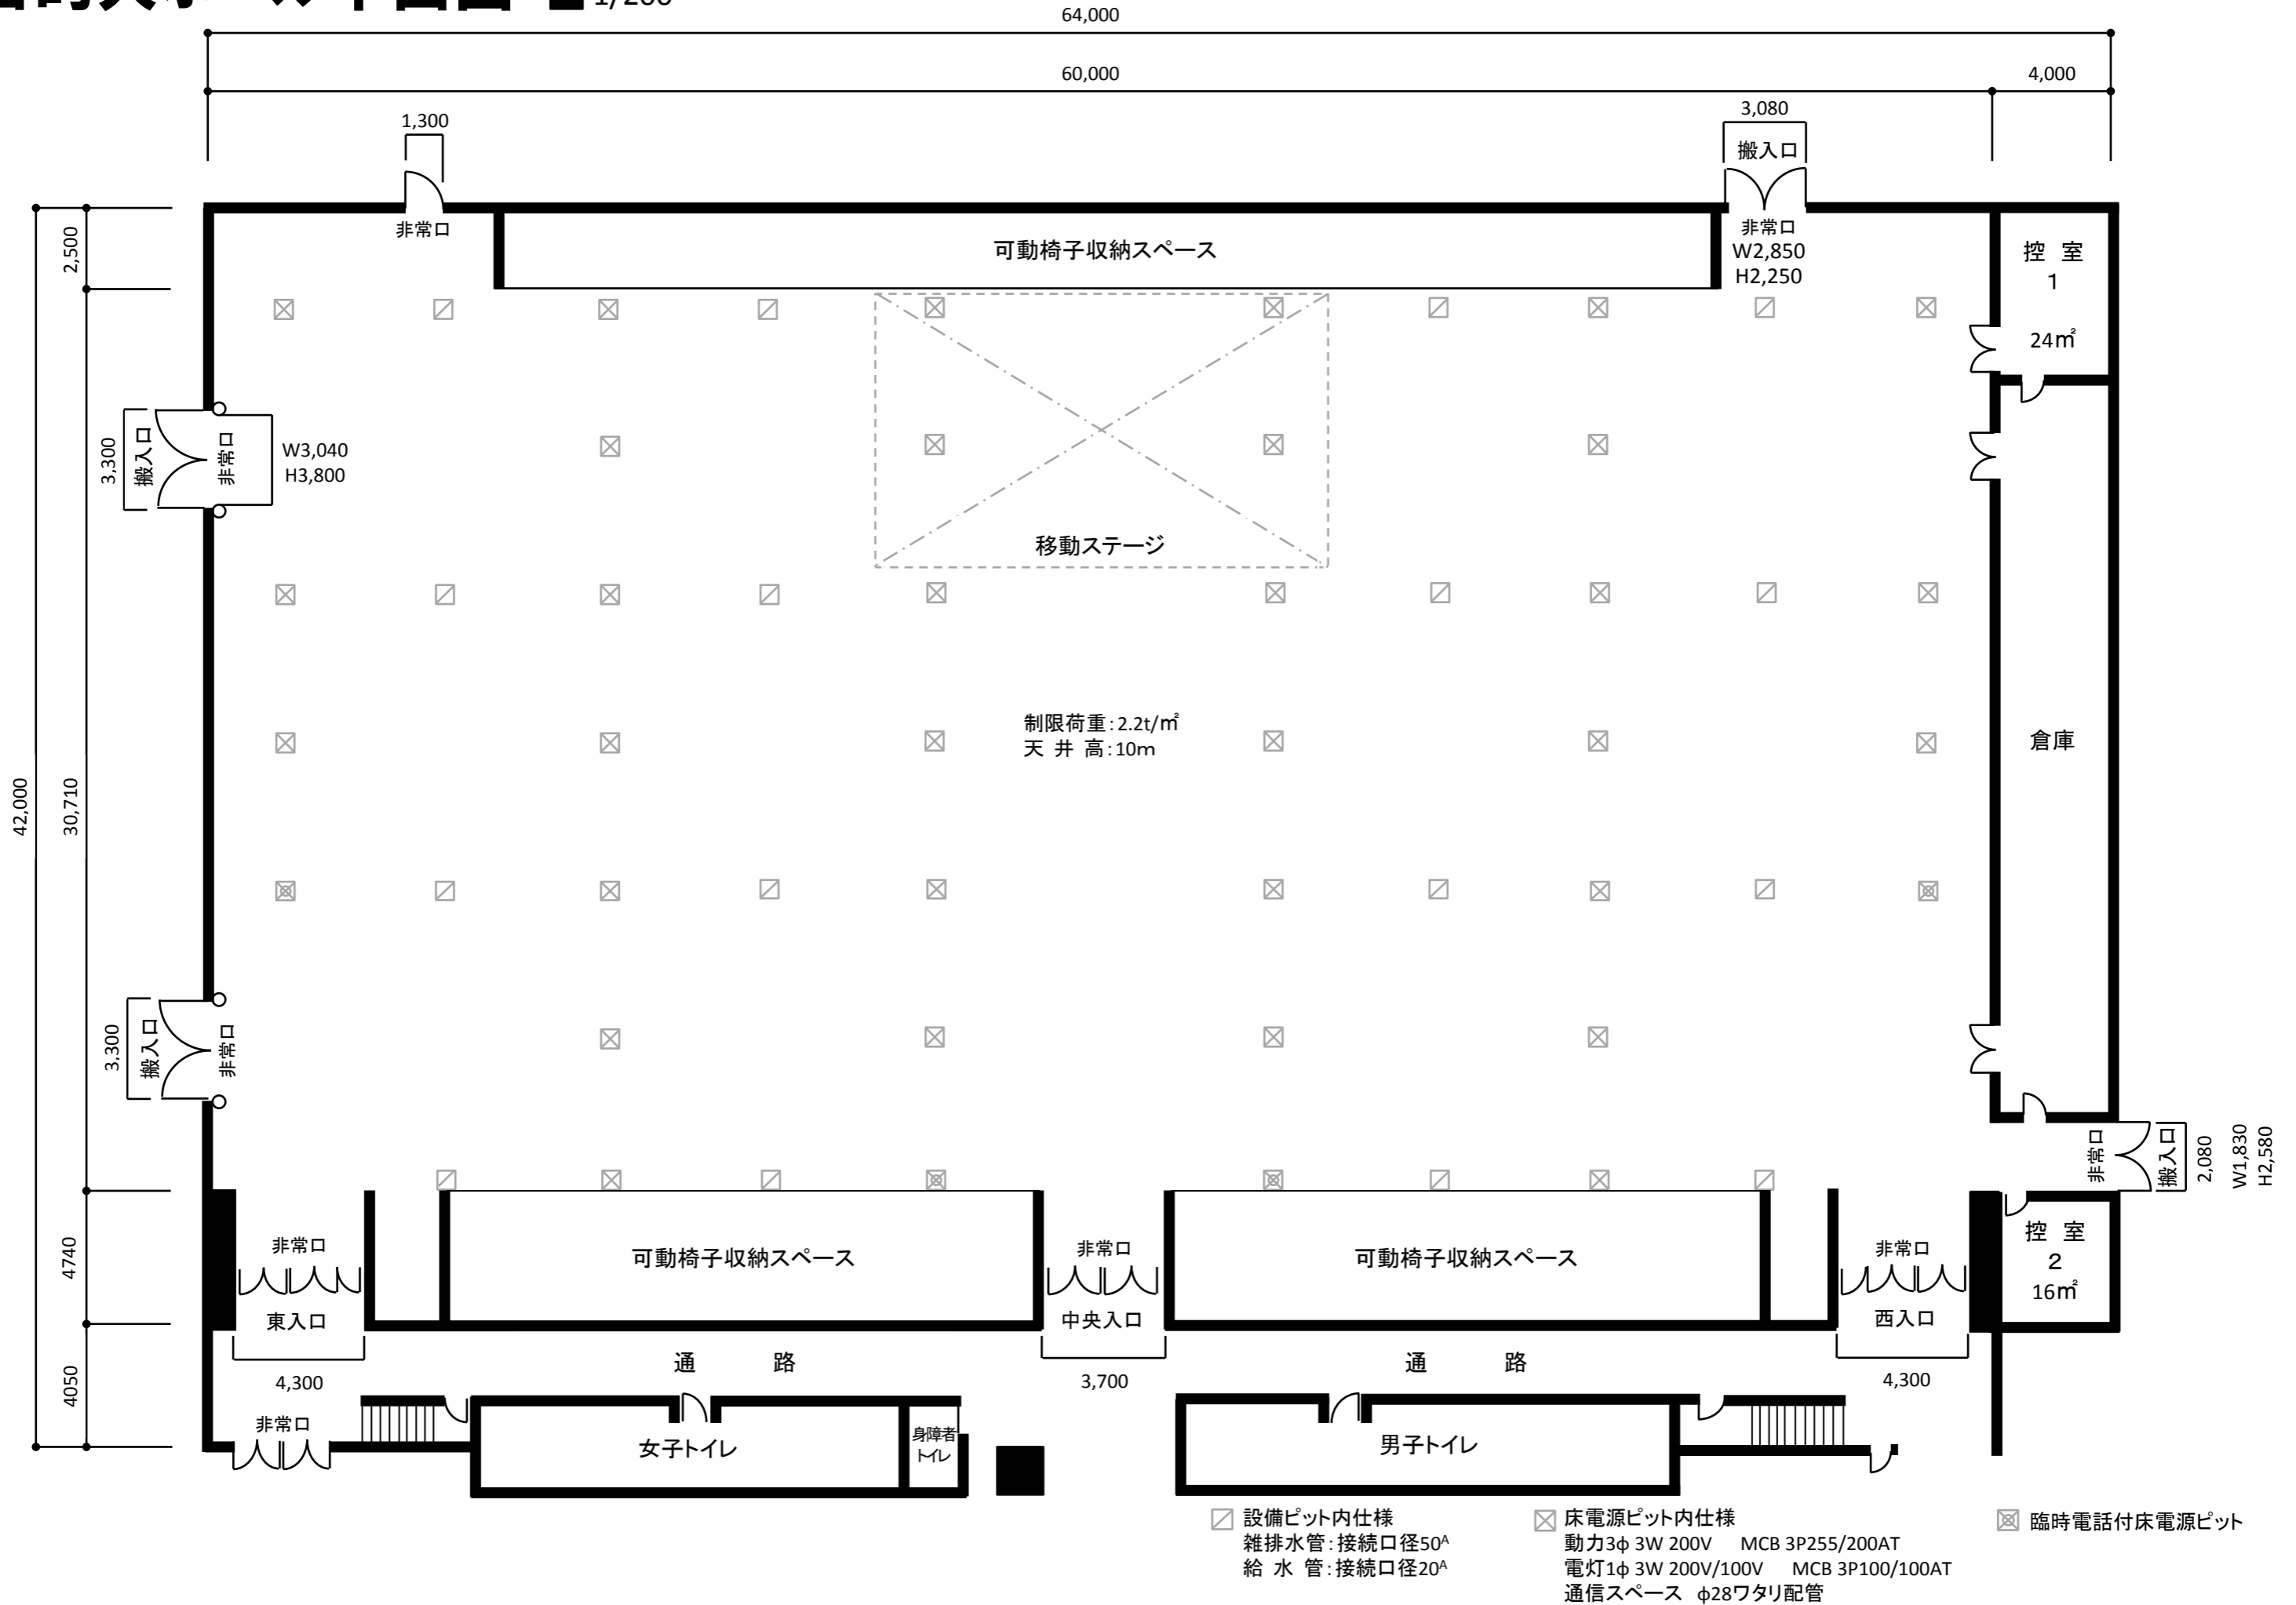 1/200
64,000
60,000
4,000
1,300
3,080
搬入口
非常口
可動椅子収納スペース
非常口
W2,850
H2,250
控 室
1
24㎡
2,500
3,300
搬入口
非常口
W3,040
H3,800
移動ステージ
制限荷重:2.2t/㎡
天 井 高:10m
倉庫
42,000
30,710
3,300
搬入口
非常口
非常口
搬入口
2,080
W1,830
H2,580
4740
非常口
東入口
可動椅子収納スペース
非常口
中央入口
可動椅子収納スペース
非常口
西入口
控 室
2
16㎡
4050
4,300
通 路
3,700
通 路
4,300
非常口
女子トイレ
身障者
トイレ
男子トイレ
設備ピット内仕様
雑排水管:接続口径50A
給 水 管:接続口径20A
床電源ピット内仕様
動力3φ 3W 200V MCB 3P255/200AT
電灯1φ 3W 200V/100V MCB 3P100/100AT
通信スペース φ28ワタリ配管
臨時電話付床電源ピット